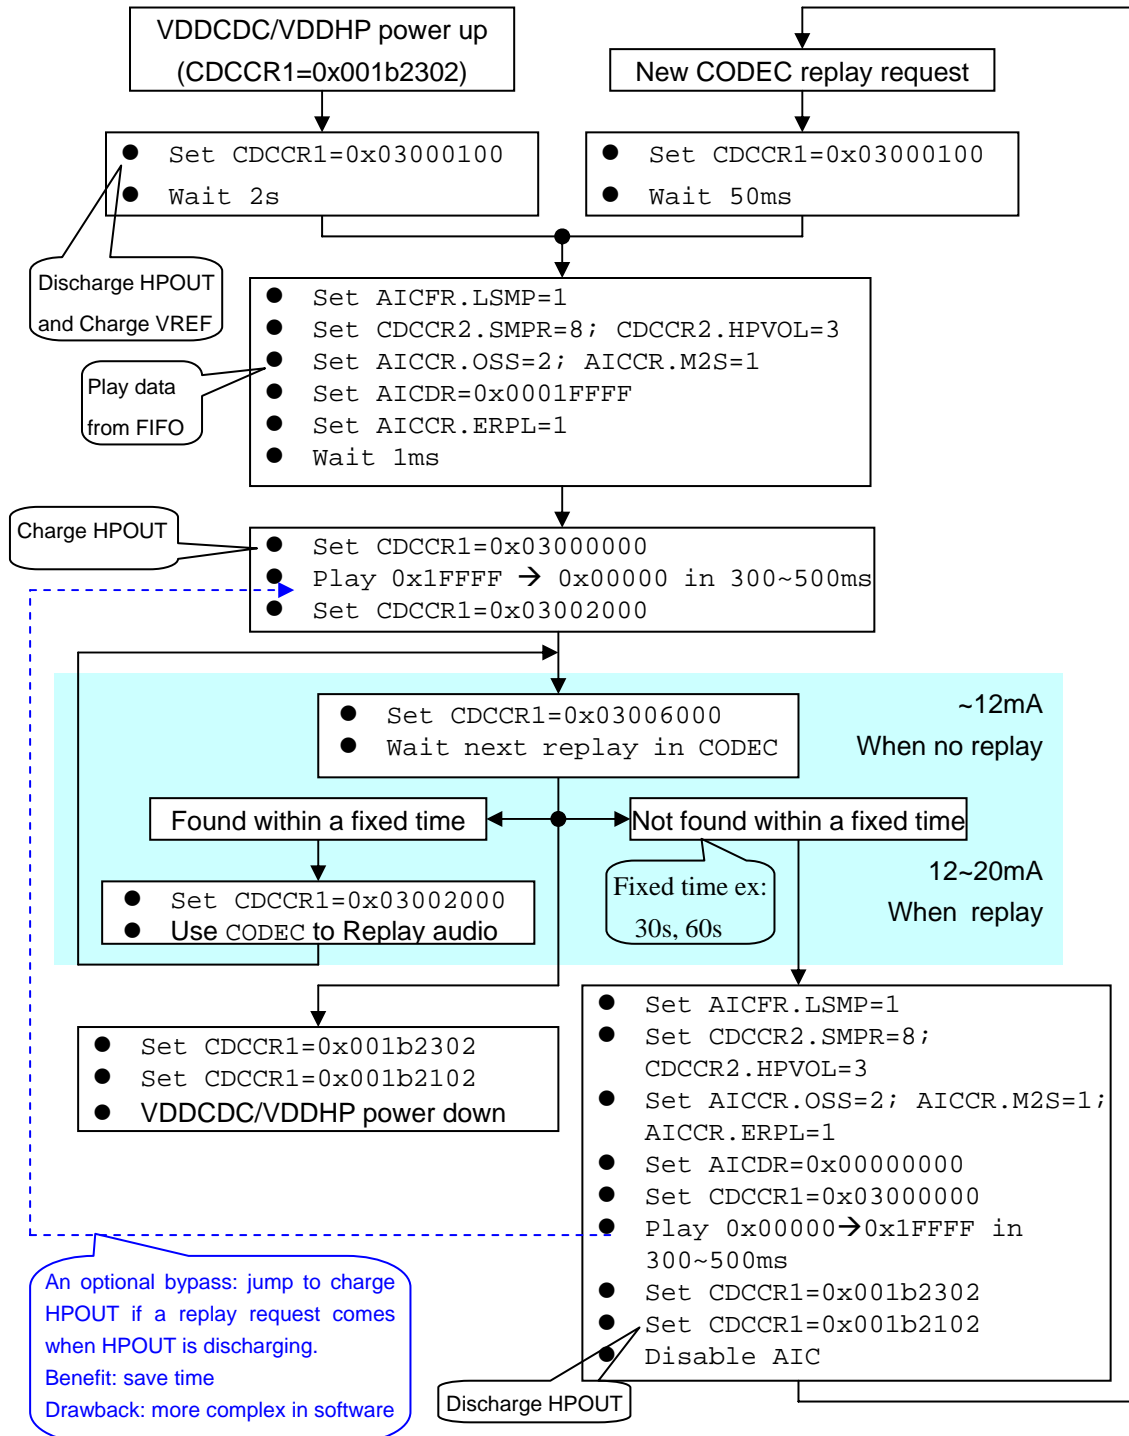 VDDCDC/VDDHP power up
(CDCCR1=0x001b2302)
New CODEC replay request
● Set CDCCR1=0x03000100
● Wait 2s
● Set CDCCR1=0x03000100
● Wait 50ms
Discharge HPOUT
and Charge VREF
● Set AICFR.LSMP=1
● Set CDCCR2.SMPR=8; CDCCR2.HPVOL=3
● Set AICCR.OSS=2; AICCR.M2S=1
● Set AICDR=0x0001FFFF
● Set AICCR.ERPL=1
● Wait 1ms
Play data
from FIFO
Charge HPOUT
● Set CDCCR1=0x03000000
● Play 0x1FFFF → 0x00000 in 300~500ms
● Set CDCCR1=0x03002000
● Set CDCCR1=0x03006000
● Wait next replay in CODEC
~12mA
When no replay
Found within a fixed time
Not found within a fixed time
● Set CDCCR1=0x03002000
● Use CODEC to Replay audio
Fixed time ex:
30s, 60s
12~20mA
When replay
● Set CDCCR1=0x001b2302
● Set CDCCR1=0x001b2102
● VDDCDC/VDDHP power down
● Set AICFR.LSMP=1
● Set CDCCR2.SMPR=8;
CDCCR2.HPVOL=3
● Set AICCR.OSS=2; AICCR.M2S=1;
AICCR.ERPL=1
● Set AICDR=0x00000000
● Set CDCCR1=0x03000000
● Play 0x00000→0x1FFFF in
300~500ms
● Set CDCCR1=0x001b2302
● Set CDCCR1=0x001b2102
● Disable AIC
An optional bypass: jump to charge
HPOUT if a replay request comes
when HPOUT is discharging.
Benefit: save time
Drawback: more complex in software
Discharge HPOUT